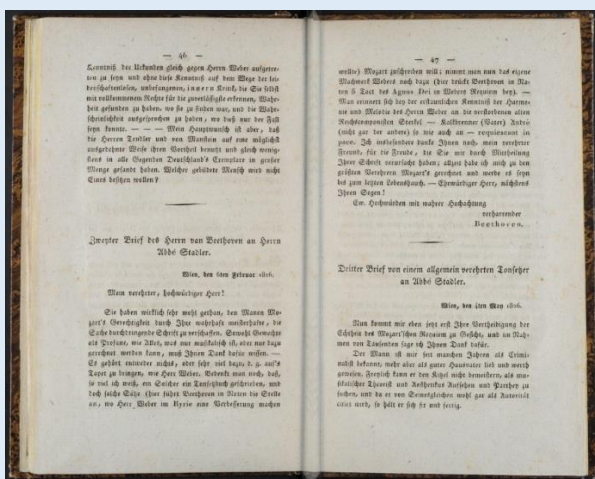 — 46 —
Kenntniß der Urkunden gleich gegen Herrn Weber aufgetre-
ten zu seyn und ohne diese Kenntniß auf dem Wege der lei-
denschaftlosen, unbefangenen, innern Kritik, die Sie selbst
mit vollkommenem Rechte für die zuverlässigste erkennen, Wahr-
heit gefunden zu haben, wo sie zu finden war, und die Wahr-
scheinlichkeit ausgesprochen zu haben, wo dieß nur der Fall
seyn konnte. — — — Mein Hauptwunsch ist aber, daß
die Herren Tendler und von Manstein auf eine möglichst
ausgedehnte Weise ihren Vortheil benutzt und gleich wenig-
stens in alle Gegenden Deutschland's Exemplare in großer
Menge gesandt haben. Welcher gebildete Mensch wird nicht
Eines besitzen wollen?
Zweyter Brief des Herrn van Beethoven an Herrn
Abbé Stadler.
Wien, den 6ten Februar 1826.
Mein verehrter, hochwürdiger Herr!
Sie haben wirklich sehr wohl gethan, den Manen Mo-
zart's Gerechtigkeit durch Ihre wahrhaft musterhafte, die
Sache durchdringende Schrift zu verschaffen. Sowohl Geweihte
als Profane, wie Alles, was nur musikalisch ist, oder nur dazu
gerechnet werden kann, muß Ihnen Dank dafür wissen. —
Es gehört entweder nichts, oder sehr viel dazu, d. g. auf's
Tapet zu bringen, wie Herr Weber. Bedenkt man noch, daß,
so viel ich weiß, ein Solcher ein Tonsetzbuch geschrieben, und
doch solche Sätze (hier führt Beethoven in Noten die Stelle
an, wo Herr Weber im Kyrie eine Verbesserung machen
— 47 —
wollte) Mozart zuschreiben will; nimmt man nun das eigene
Machwerk Webers noch dazu (hier drückt Beethoven in No-
ten 5 Tact des Agnus Dei in Webers Requiem bey). —
Man erinnert sich bey der erstaunlichen Kenntniß der Harmo-
nie und Melodie des Herrn Weber an die verstorbenen alten
Reichscomponisten Sterkel — Kalkbrenner (Vater) André
(nicht gar der andere) so wie auch an — requiescant in
pace. Ich insbesondere danke Ihnen noch, mein verehrter
Freund, für die Freude, die Sie mir durch Mittheilung
Ihrer Schrift verursacht haben; allzeit habe ich mich zu den
größten Verehrern Mozart's gerechnet und werde es seyn
bis zum letzten Lebenshauch. — Ehrwürdiger Herr, nächstens
Ihren Segen!
Ew. Hochwürden mit wahrer Hochachtung
verharrender
Beethoven.
Dritter Brief von einem allgemein verehrten Tonsetzer
an Abbé Stadler.
Wien, den 4ten May 1826.
Nun kommt mir eben jetzt erst Ihre Vertheidigung der
Echtheit des Mozart'schen Requiem zu Gesicht, und im Nah-
men von Tausenden sage ich Ihnen Dank dafür.
Der Mann ist mir seit manchen Jahren als Crimi-
nalist bekannt, mehr aber als guter Hausvater lieb und werth
gewesen. Freylich kann er den Kitzel nicht bemeistern, als mu-
sikalischer Theorist und Aesthenkus Aufsehen und Parthey zu
suchen, und da er von Seinesgleichen wohl gar als Autorität
citirt wird, so hält er sich fix und fertig.